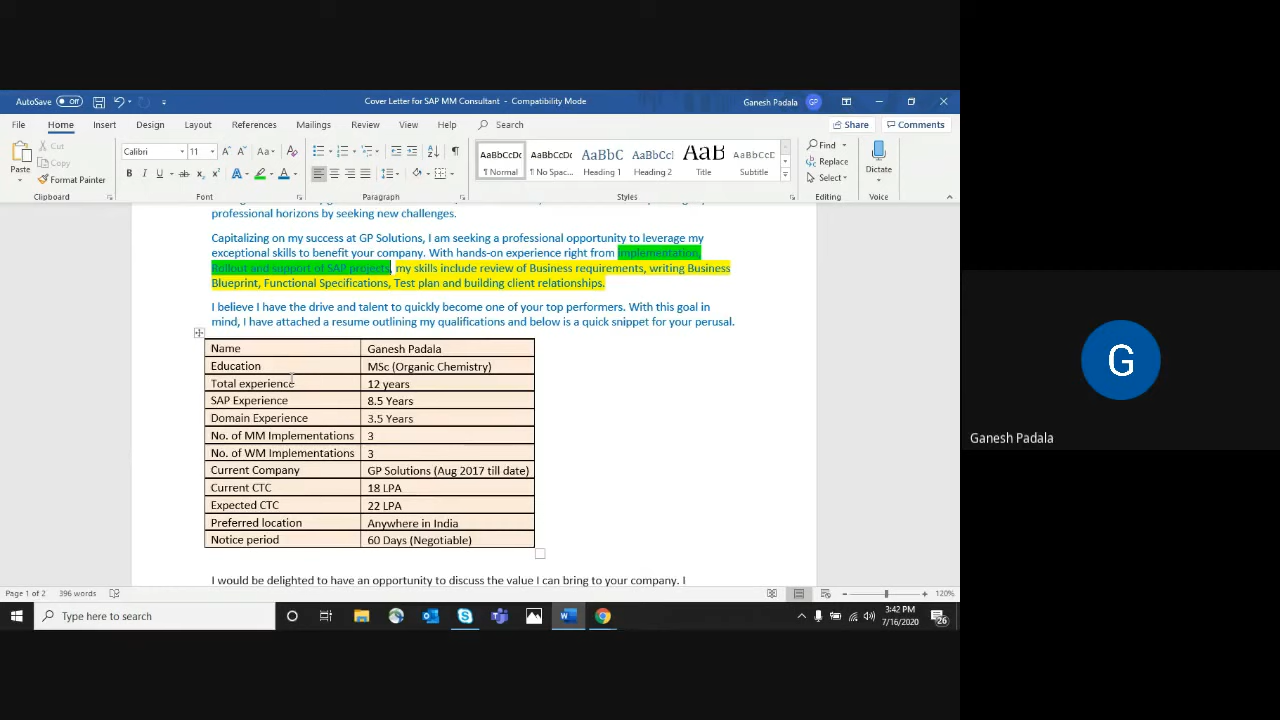 AutoSave Off Cover Letter for SAP MM Consultant - Compatibility Mode Ganesh Padala GP
File Home Insert Design Layout References Mailings Review View Help Search Share Comments
Cut Calibri 11 Aa AaBbCcDc AaBbCcDc AaBbC AaBbCcI AaB AaBbCcD Find
Copy Replace
Paste Format Painter B I U ab x₂ x² A A Normal No Spac... Heading 1 Heading 2 Title Subtitle Select Dictate
Clipboard Font Paragraph Styles Editing Voice
professional horizons by seeking new challenges.
Capitalizing on my success at GP Solutions, I am seeking a professional opportunity to leverage my
exceptional skills to benefit your company. With hands-on experience right from implementation,
Rollout and support of SAP projects, my skills include review of Business requirements, writing Business
Blueprint, Functional Specifications, Test plan and building client relationships.
I believe I have the drive and talent to quickly become one of your top performers. With this goal in
mind, I have attached a resume outlining my qualifications and below is a quick snippet for your perusal.
Name Ganesh Padala
Education MSc (Organic Chemistry)
Total experience 12 years
SAP Experience 8.5 Years
Domain Experience 3.5 Years
No. of MM Implementations 3
No. of WM Implementations 3
Current Company GP Solutions (Aug 2017 till date)
Current CTC 18 LPA
Expected CTC 22 LPA
Preferred location Anywhere in India
Notice period 60 Days (Negotiable)
I would be delighted to have an opportunity to discuss the value I can bring to your company. I
Page 1 of 2 396 words 120%
Type here to search 3:42 PM
7/16/2020 26
G
Ganesh Padala